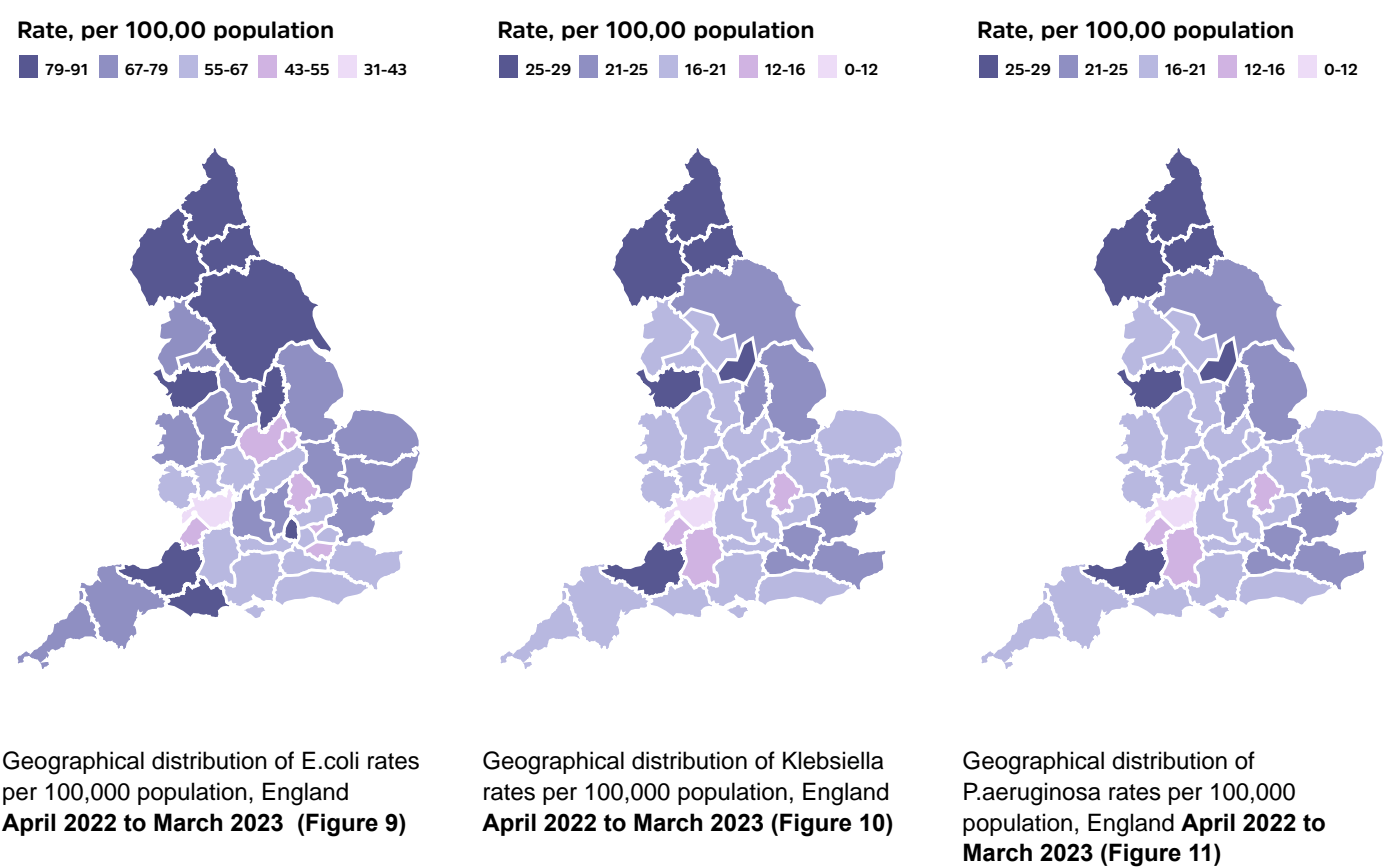 Rate, per 100,00 population
79-91 67-79 55-67 43-55 31-43
Rate, per 100,00 population
25-29 21-25 16-21 12-16 0-12
Rate, per 100,00 population
25-29 21-25 16-21 12-16 0-12
Geographical distribution of E.coli rates
per 100,000 population, England
April 2022 to March 2023 (Figure 9)
Geographical distribution of Klebsiella
rates per 100,000 population, England
April 2022 to March 2023 (Figure 10)
Geographical distribution of
P.aeruginosa rates per 100,000
population, England April 2022 to
March 2023 (Figure 11)